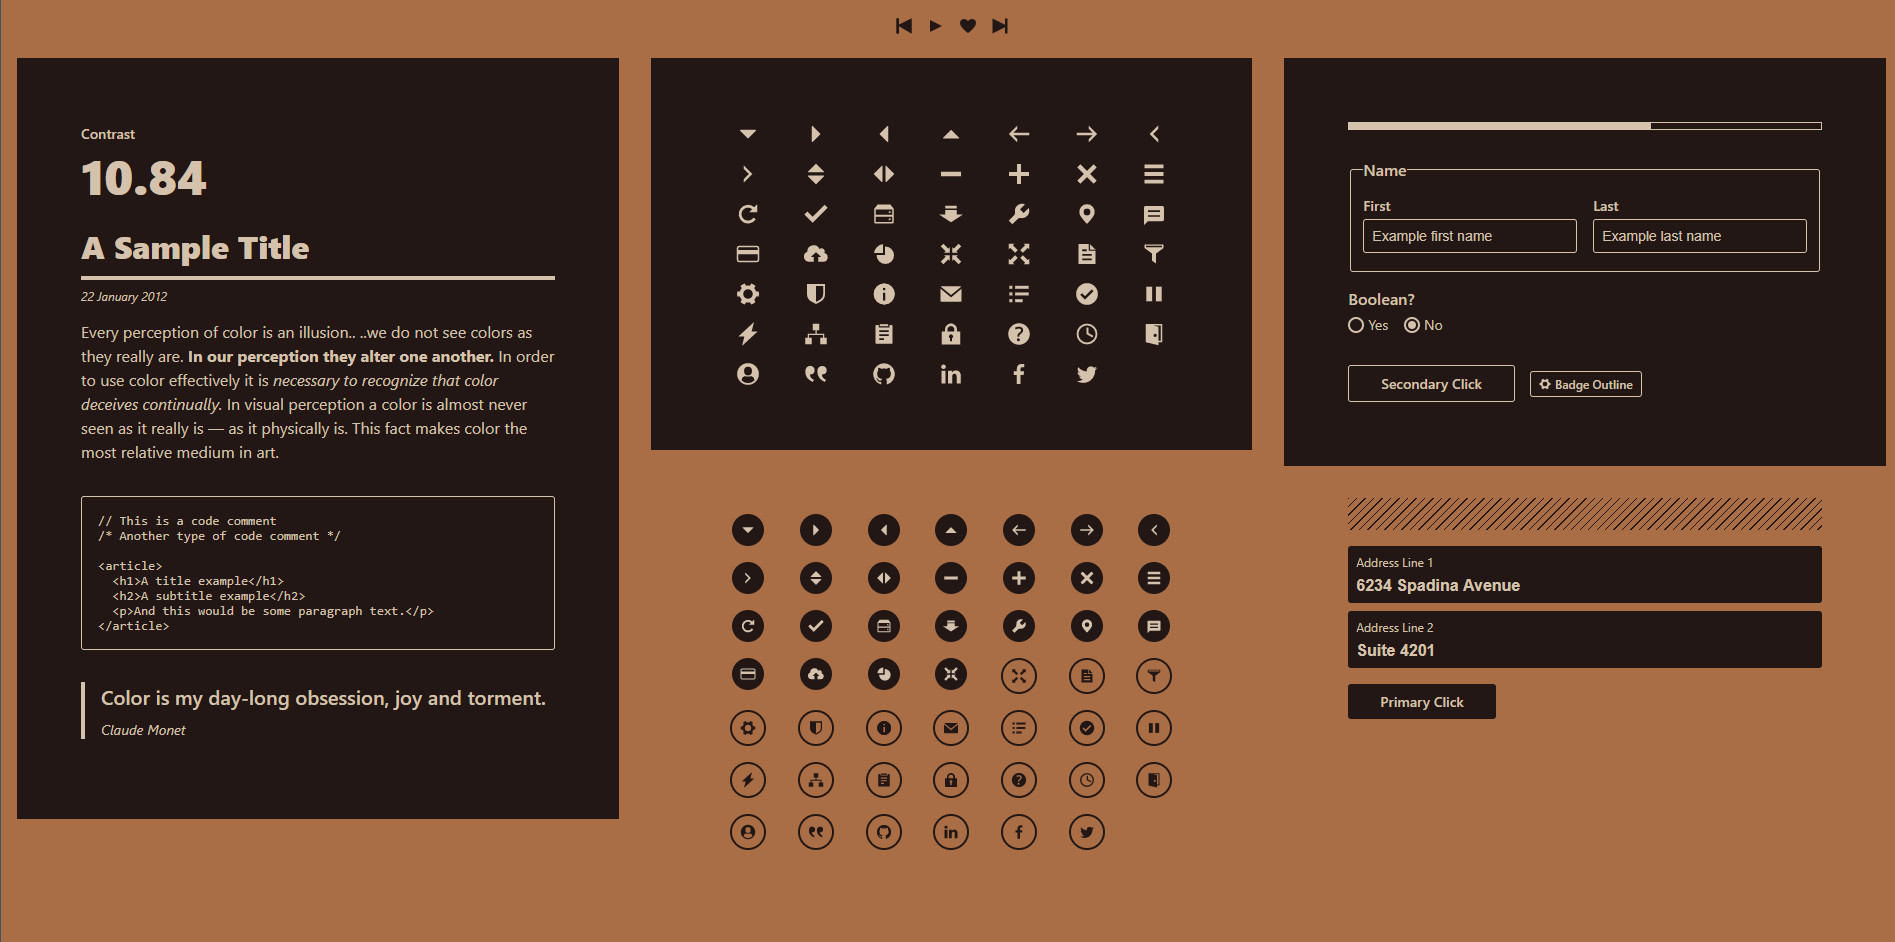 Contrast
10.84
A Sample Title
22 January 2012
Every perception of color is an illusion.. ..we do not see colors as
they really are. In our perception they alter one another. In order
to use color effectively it is necessary to recognize that color
deceives continually. In visual perception a color is almost never
seen as it really is — as it physically is. This fact makes color the
most relative medium in art.
// This is a code comment
/* Another type of code comment */
<article>
  <h1>A title example</h1>
  <h2>A subtitle example</h2>
  <p>And this would be some paragraph text.</p>
</article>
Color is my day-long obsession, joy and torment.
Claude Monet
Name
First Last
Example first name Example last name
Boolean?
Yes No
Secondary Click Badge Outline
Address Line 1
6234 Spadina Avenue
Address Line 2
Suite 4201
Primary Click